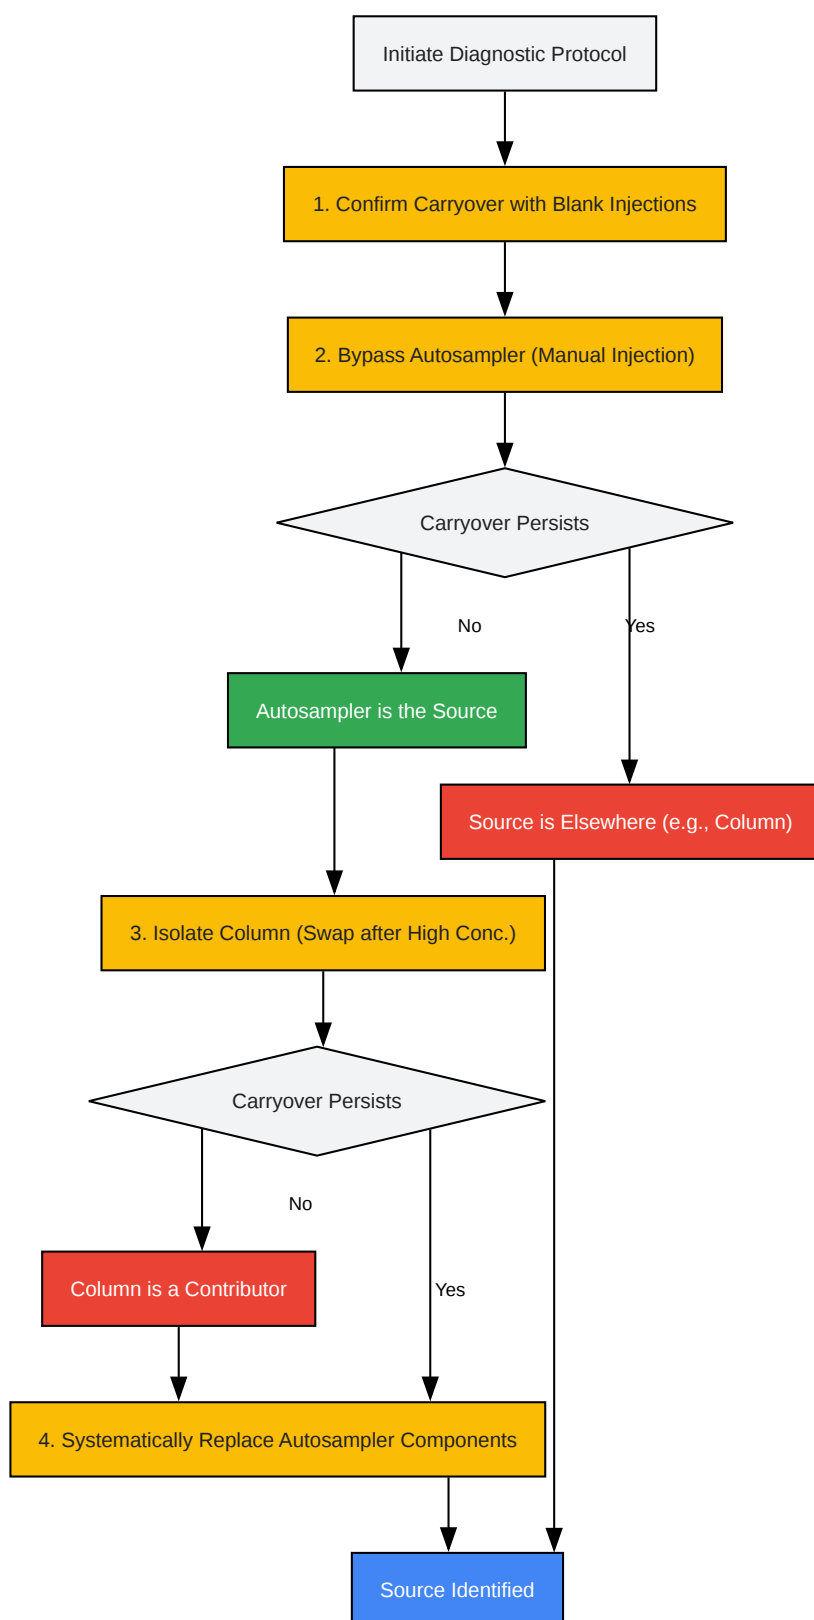 Initiate Diagnostic Protocol
1. Confirm Carryover with Blank Injections
2. Bypass Autosampler (Manual Injection)
Carryover Persists
No
Yes
Autosampler is the Source
Source is Elsewhere (e.g., Column)
3. Isolate Column (Swap after High Conc.)
Carryover Persists
No
Column is a Contributor
Yes
4. Systematically Replace Autosampler Components
Source Identified